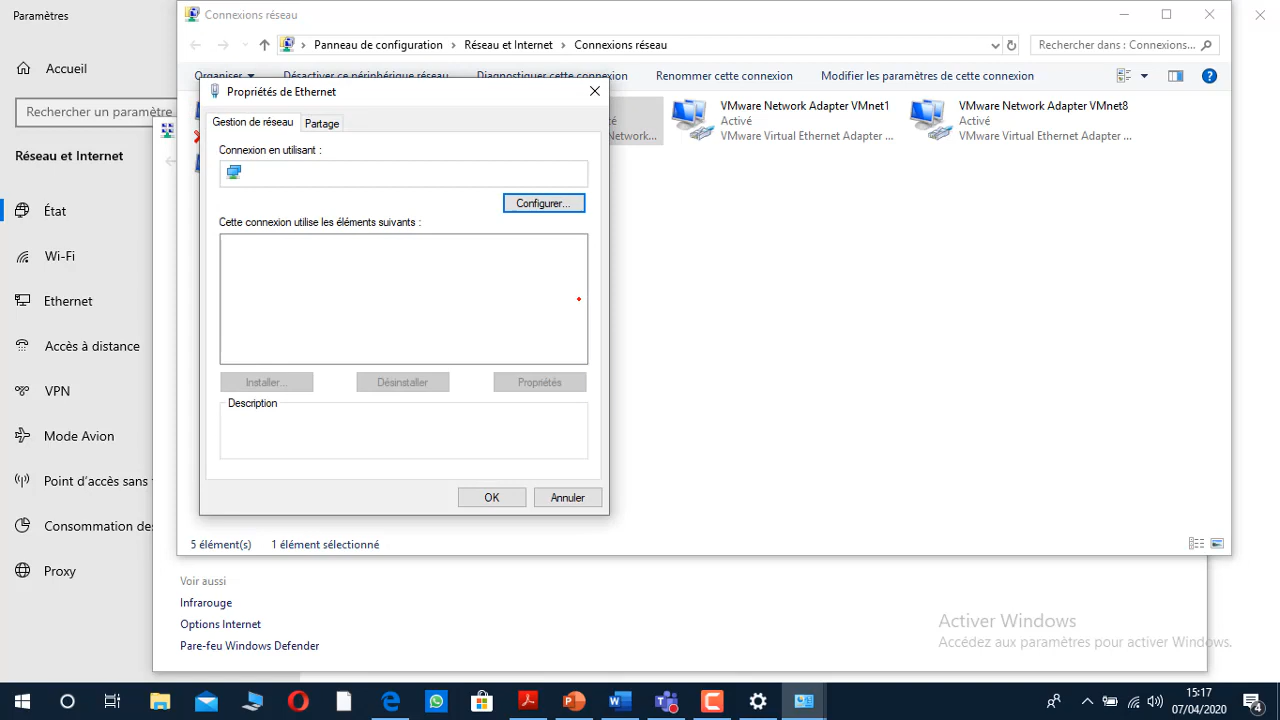 Paramètres
Accueil
Rechercher un paramètre
Réseau et Internet
État
Wi-Fi
Ethernet
Accès à distance
VPN
Mode Avion
Point d'accès sans
Consommation de
Proxy
Connexions réseau
Panneau de configuration > Réseau et Internet > Connexions réseau
Rechercher dans : Connexions...
Organiser Désactiver ce périphérique réseau Diagnostiquer cette connexion Renommer cette connexion Modifier les paramètres de cette connexion
Propriétés de Ethernet
Gestion de réseau Partage
Connexion en utilisant :
Configurer...
Cette connexion utilise les éléments suivants :
Installer... Désinstaller Propriétés
Description
OK Annuler
Network...
VMware Network Adapter VMnet1
Activé
VMware Virtual Ethernet Adapter ...
VMware Network Adapter VMnet8
Activé
VMware Virtual Ethernet Adapter ...
5 élément(s) 1 élément sélectionné
Voir aussi
Infrarouge
Options Internet
Pare-feu Windows Defender
Activer Windows
Accédez aux paramètres pour activer Windows.
15:17
07/04/2020
4